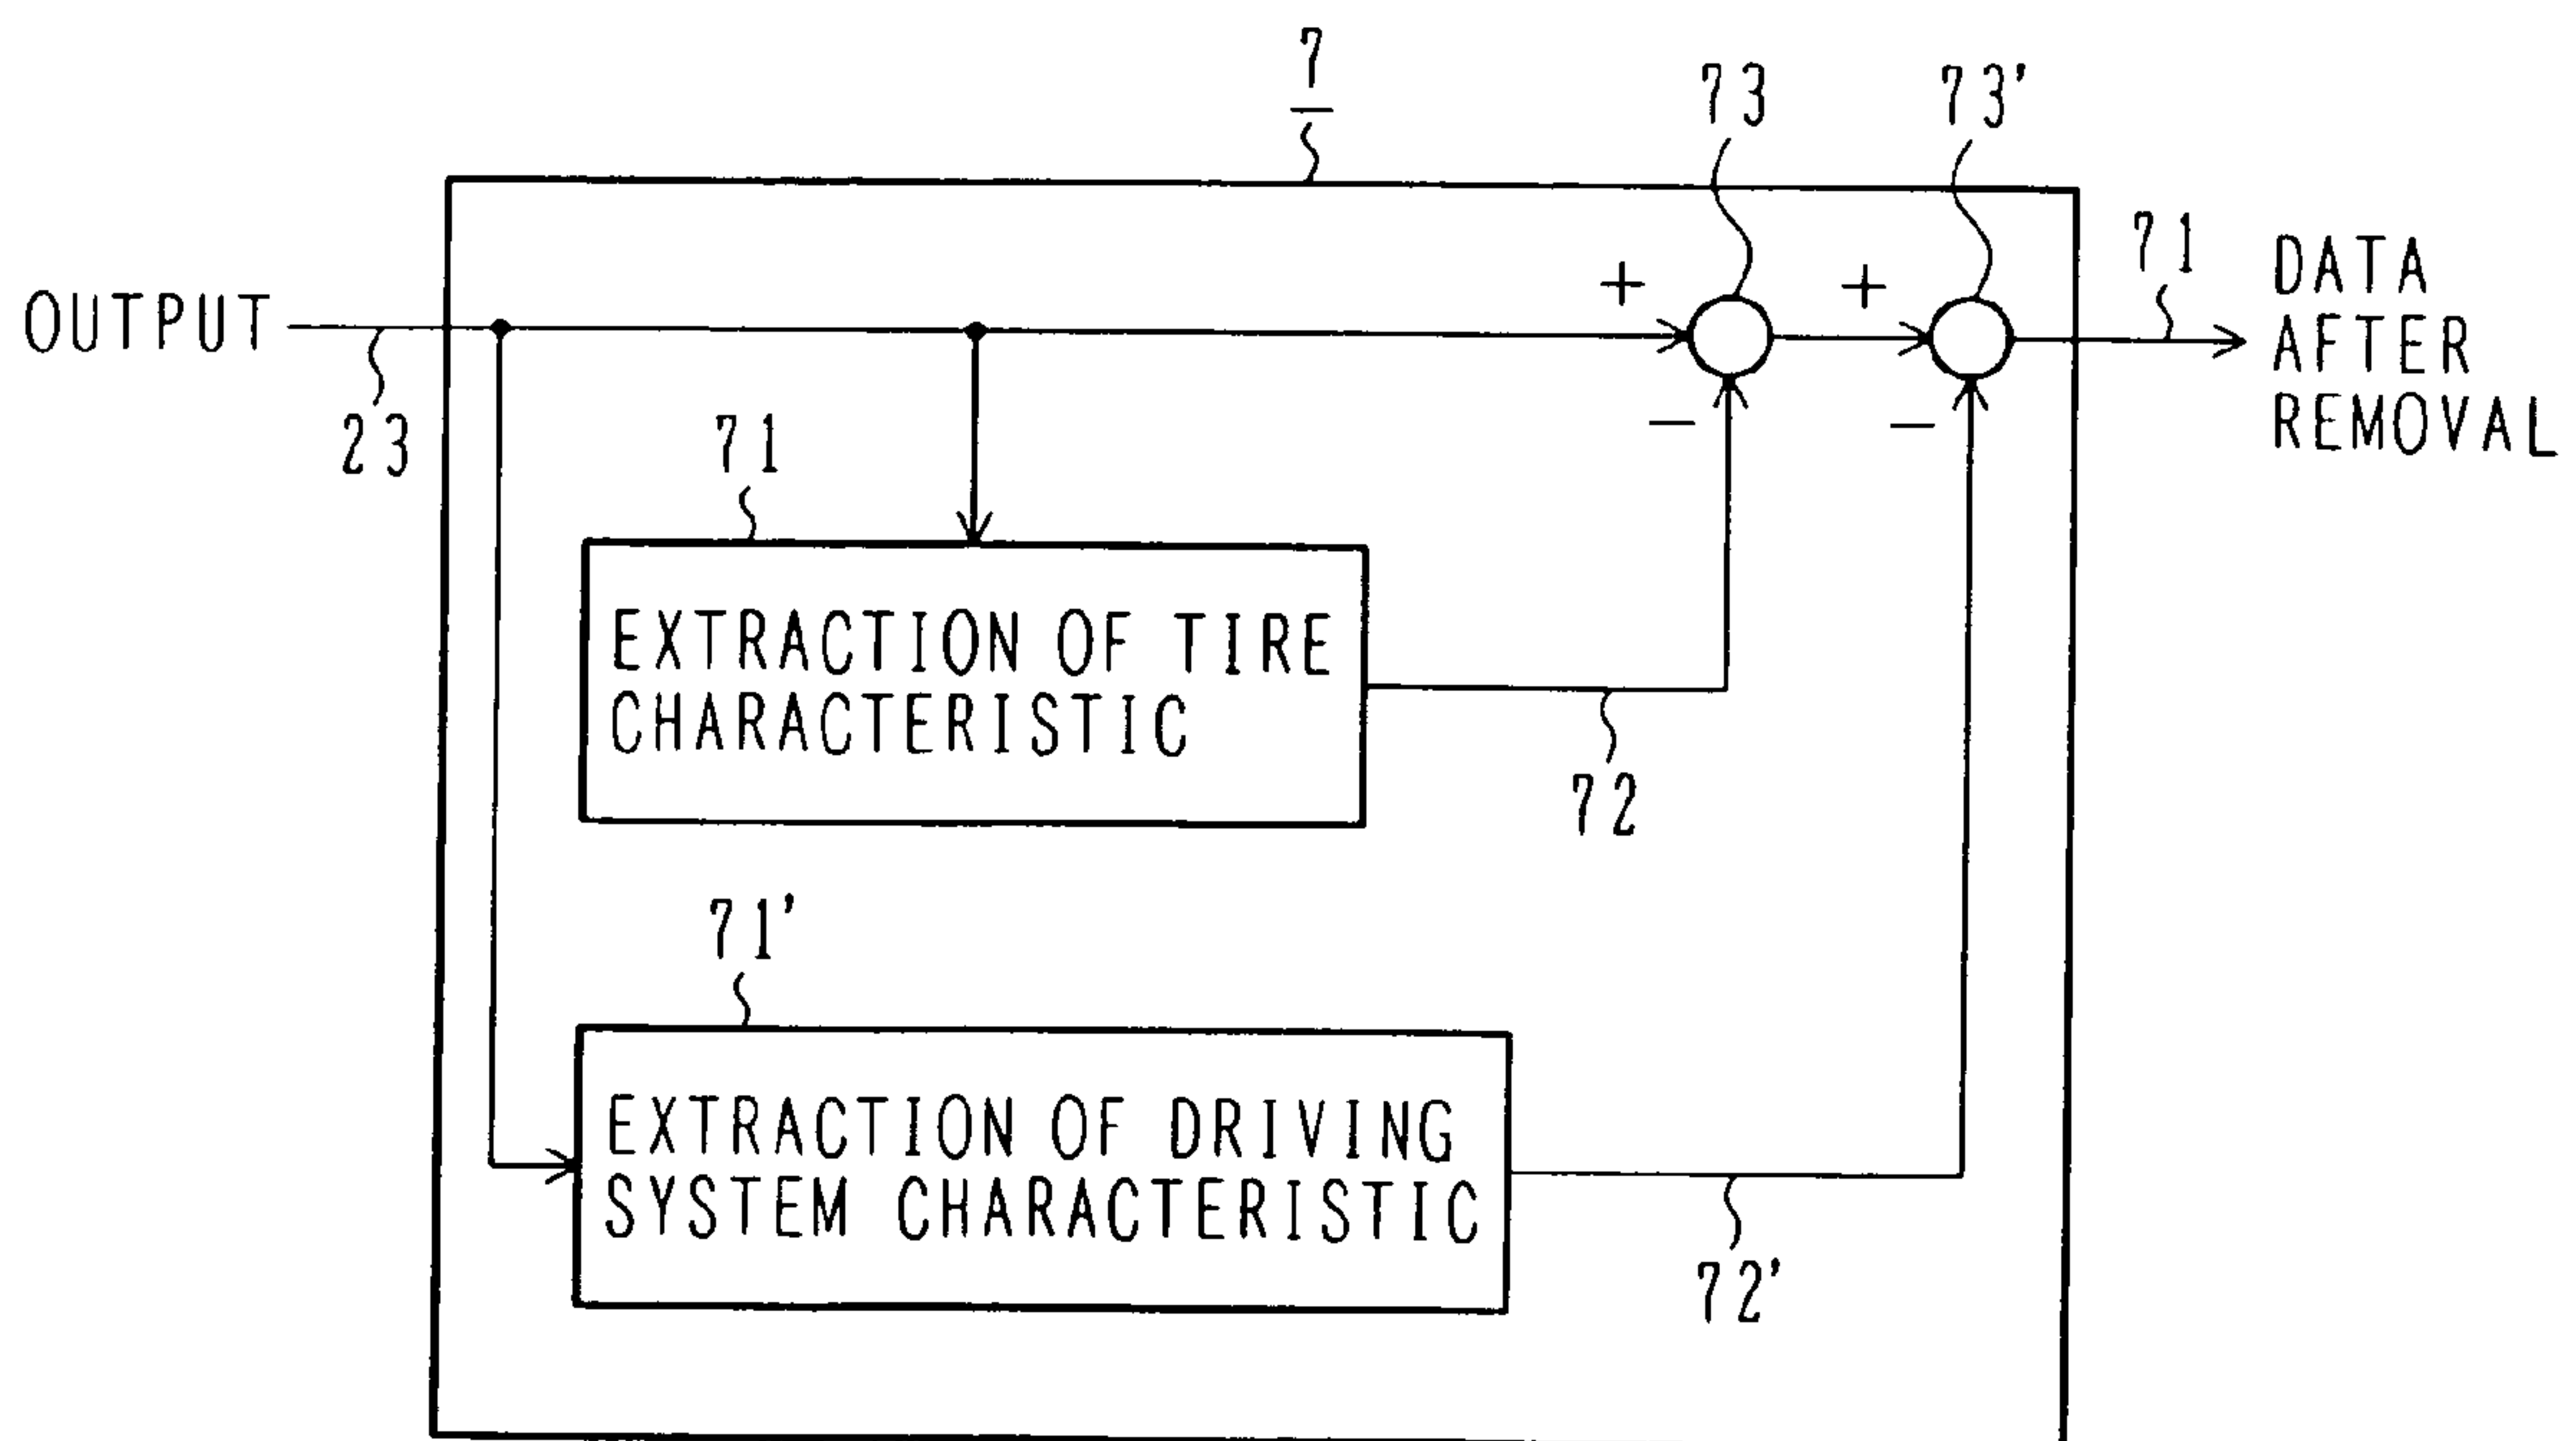 7
73
73'
+
+
71
DATA
AFTER
REMOVAL
OUTPUT
23
-
-
71
EXTRACTION OF TIRE
CHARACTERISTIC
72
71'
EXTRACTION OF DRIVING
SYSTEM CHARACTERISTIC
72'